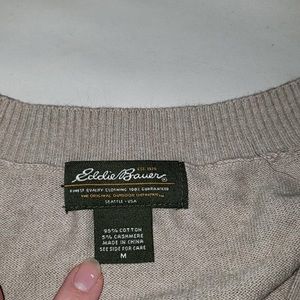 EST. 1920
Eddie Bauer
FINEST QUALITY CLOTHING 100% GUARANTEED
THE ORIGINAL OUTDOOR OUTFITTER
SEATTLE - USA
95% COTTON
5% CASHMERE
MADE IN CHINA
SEE SIDE FOR CARE
M